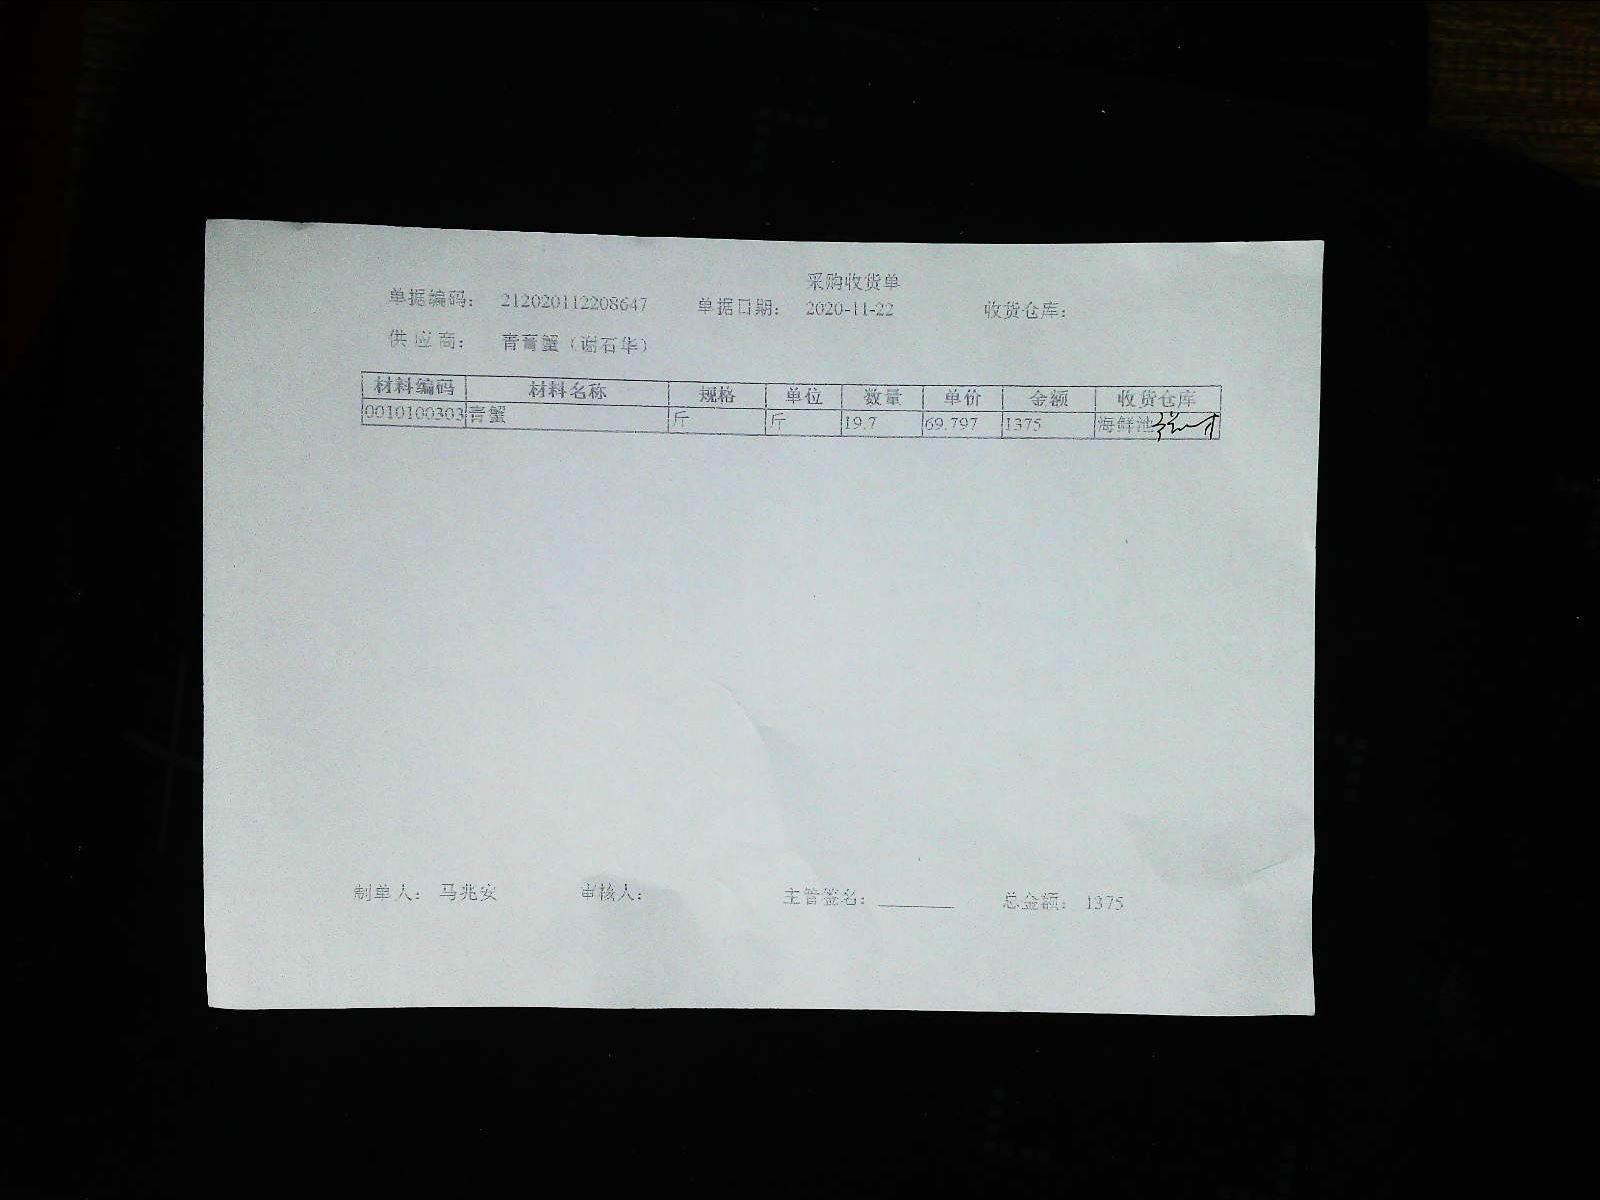 采购收货单
单据编码： 212020112208647 单据日期： 2020-11-22 收货仓库：
供应商： 青膏蟹（谢石华）
材料编码 材料名称 规格 单位 数量 单价 金额 收货仓库
0010100303 青蟹 斤 斤 19.7 69.797 1375 海鲜池
制单人： 马兆安 审核人： 主管签名： 总金额： 1375